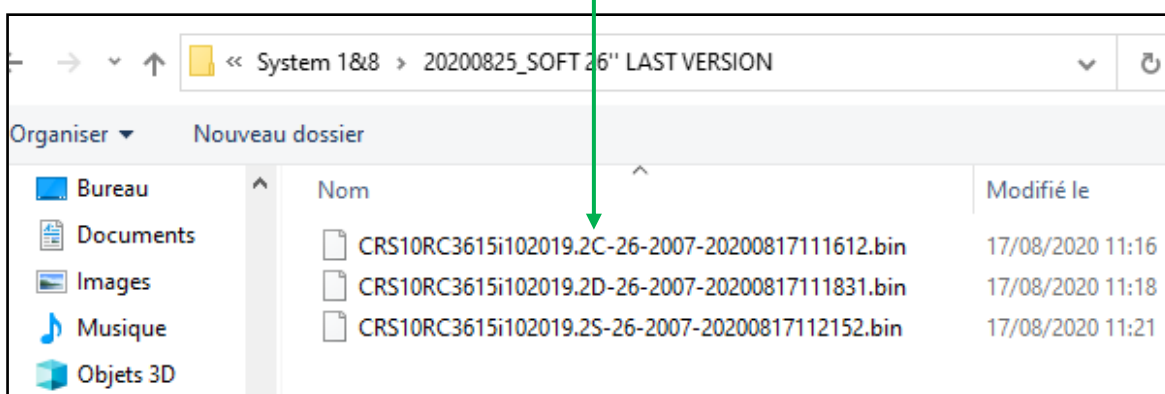 « System 1&8 > 20200825_SOFT 26'' LAST VERSION
Organiser Nouveau dossier
Bureau
Documents
Images
Musique
Objets 3D
Nom Modifié le
CRS10RC3615i102019.2C-26-2007-20200817111612.bin 17/08/2020 11:16
CRS10RC3615i102019.2D-26-2007-20200817111831.bin 17/08/2020 11:18
CRS10RC3615i102019.2S-26-2007-20200817112152.bin 17/08/2020 11:21